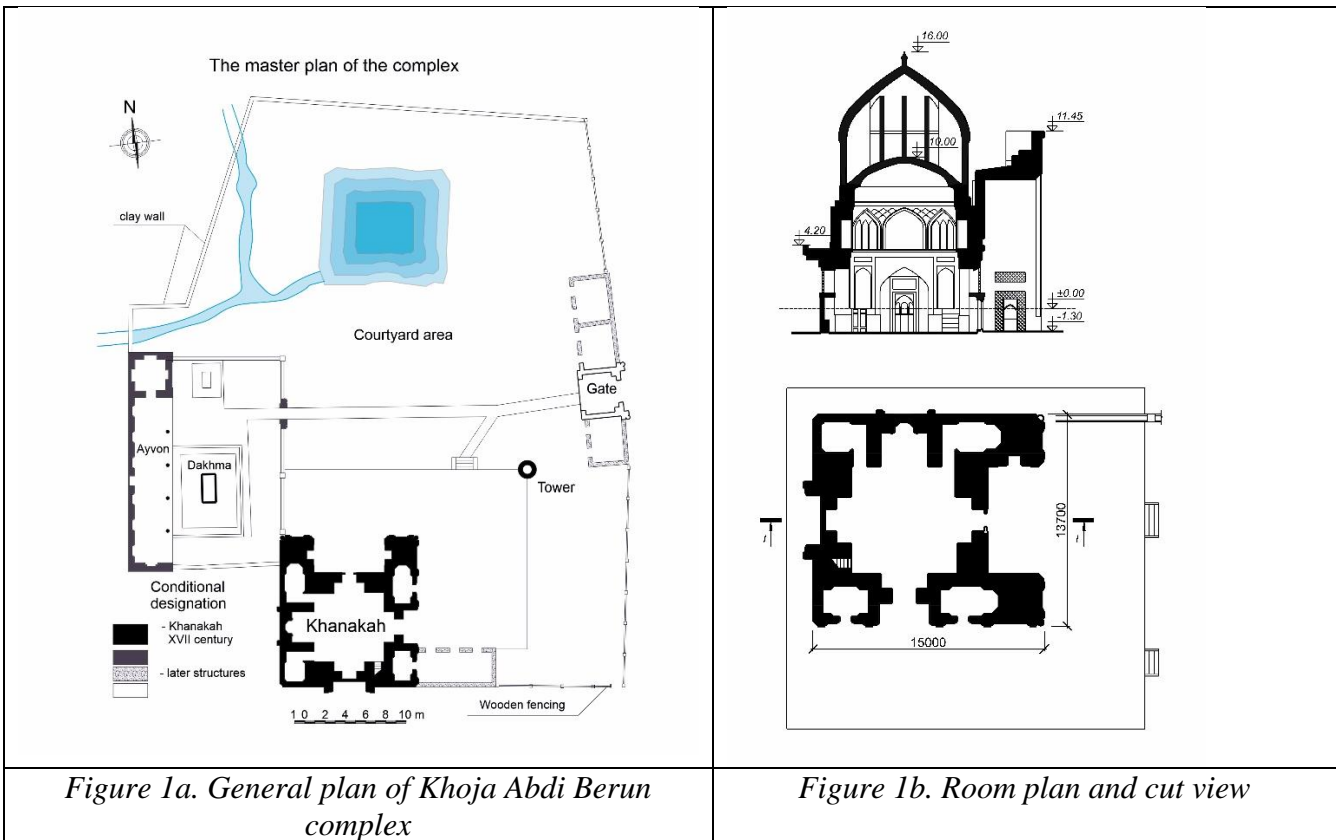 The master plan of the complex
N
clay wall
Courtyard area
Gate
Ayvon
Dakhma
Tower
Conditional
designation
- Khanakah
XVII century
- later structures
Khanakah
Wooden fencing
1 0 2 4 6 8 10 m
Figure 1a. General plan of Khoja Abdi Berun
complex
16.00
11.45
10.00
4.20
±0.00
-1.30
13700
15000
Figure 1b. Room plan and cut view